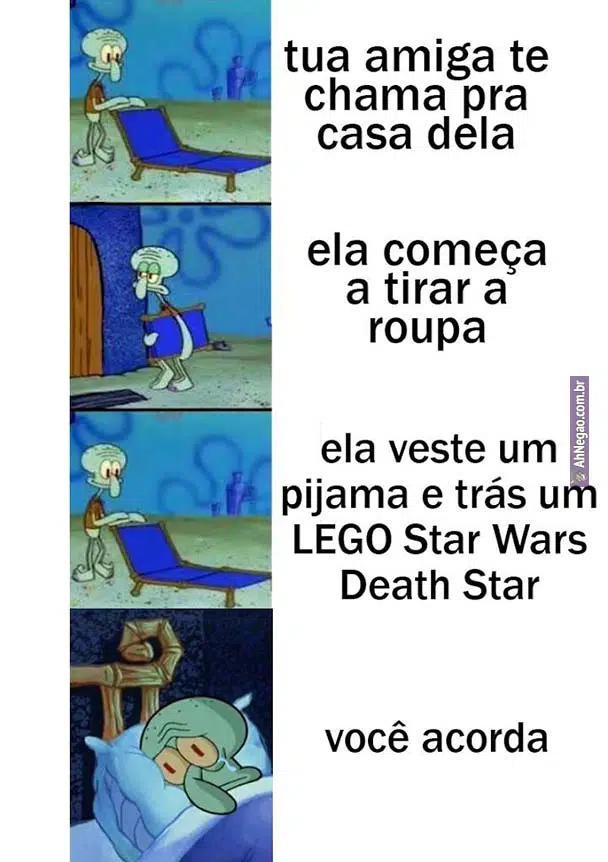 tua amiga te
chama pra
casa dela
ela começa
a tirar a
roupa
AhNegao.com.br
ela veste um
pijama e trás um
LEGO Star Wars
Death Star
você acorda